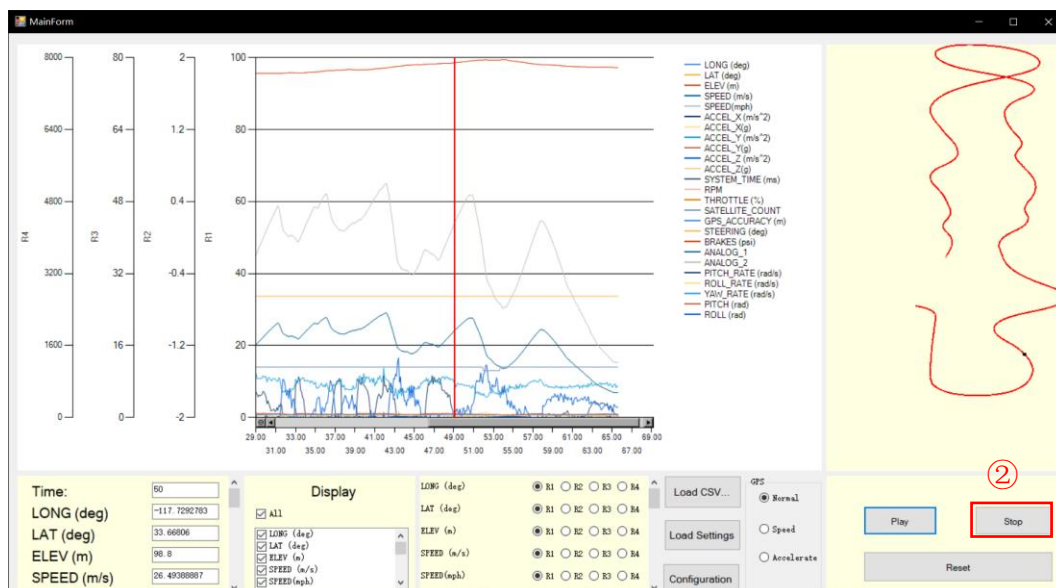 MainForm
8000 80 2 100
6400 64 1.2 80
4800 48 0.4 60
3200 32 -0.4 40
1600 16 -1.2 20
0 0 -2 0
R4 R3 R2 R1
29.00 33.00 37.00 41.00 45.00 49.00 53.00 57.00 61.00 65.00 69.00
31.00 35.00 39.00 43.00 47.00 51.00 55.00 59.00 63.00 67.00
LONG (deg)
LAT (deg)
ELEV (m)
SPEED (m/s)
SPEED(mph)
ACCEL_X (m/s^2)
ACCEL_X(g)
ACCEL_Y (m/s^2)
ACCEL_Y(g)
ACCEL_Z (m/s^2)
ACCEL_Z(g)
SYSTEM_TIME (ms)
RPM
THROTTLE (%)
SATELLITE_COUNT
GPS_ACCURACY (m)
STEERING (deg)
BRAKES (psi)
ANALOG_1
ANALOG_2
PITCH_RATE (rad/s)
ROLL_RATE (rad/s)
YAW_RATE (rad/s)
PITCH (rad)
ROLL (rad)
Time: 50
LONG (deg) -117.7292783
LAT (deg) 33.66806
ELEV (m) 98.8
SPEED (m/s) 26.49388887
Display
All
LONG (deg)
LAT (deg)
ELEV (m)
SPEED (m/s)
SPEED(mph)
LONG (deg) R1 R2 R3 R4
LAT (deg) R1 R2 R3 R4
ELEV (m) R1 R2 R3 R4
SPEED (m/s) R1 R2 R3 R4
SPEED(mph) R1 R2 R3 R4
Load CSV...
Load Settings
Configuration
GPS
Normal
Speed
Accelerate
②
Play
Stop
Reset